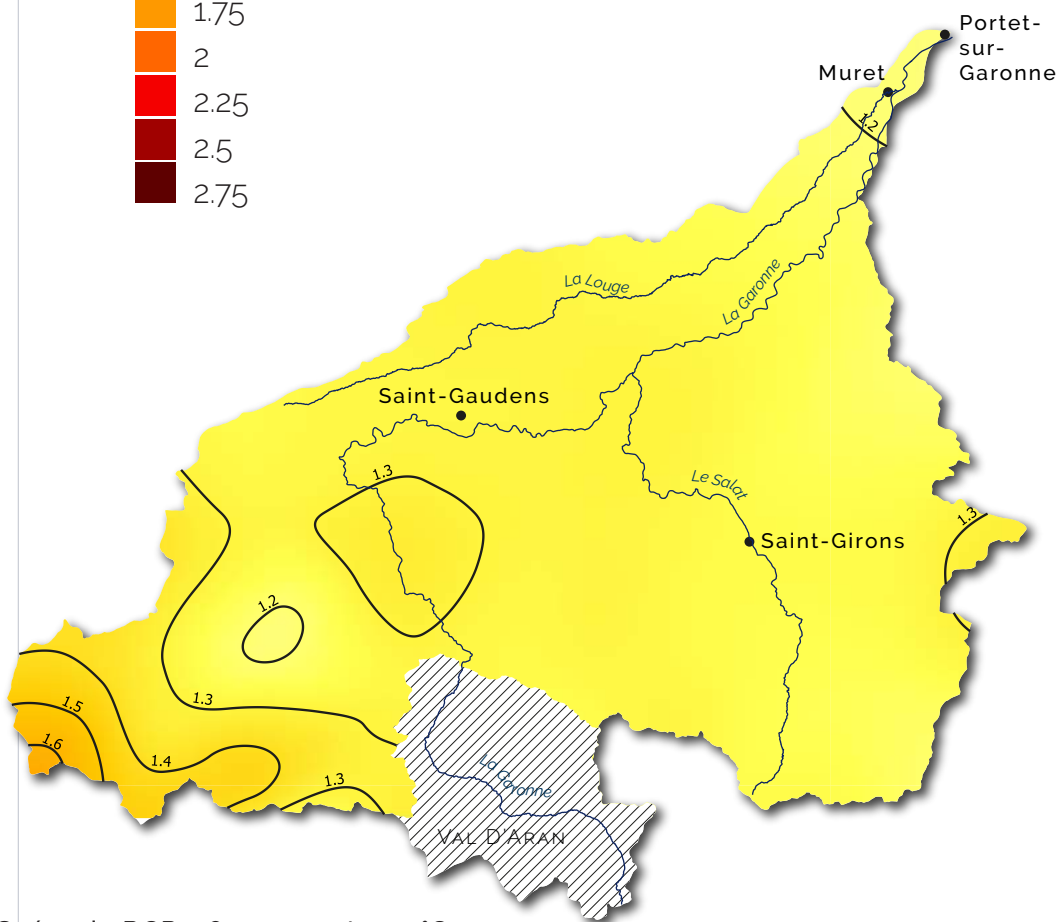 1.75
2
2.25
2.5
2.75
Portet-
sur-
Garonne
Muret
1.2
La Louge
La Garonne
Saint-Gaudens
1.3
Le Salat
1.3
Saint-Girons
1.2
1.3
1.5
1.6
1.4
1.3
La Garonne
Val D'Aran